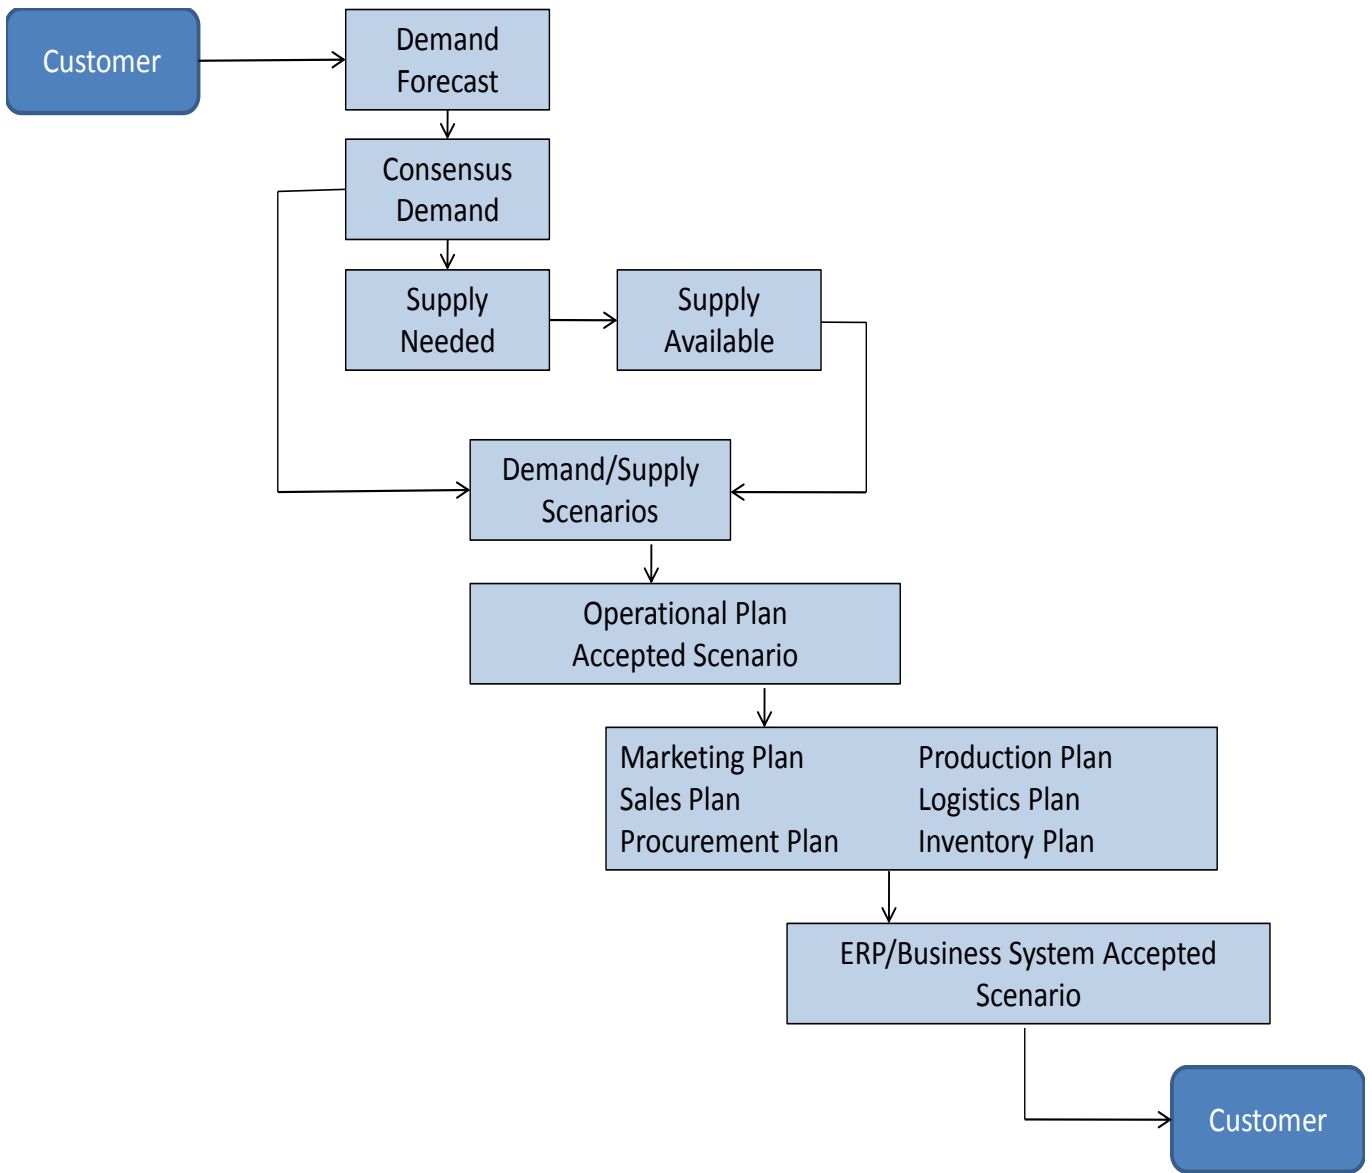 Customer
Demand
Forecast
Consensus
Demand
Supply
Needed
Supply
Available
Demand/Supply
Scenarios
Operational Plan
Accepted Scenario
Marketing Plan
Sales Plan
Procurement Plan
Production Plan
Logistics Plan
Inventory Plan
ERP/Business System Accepted
Scenario
Customer